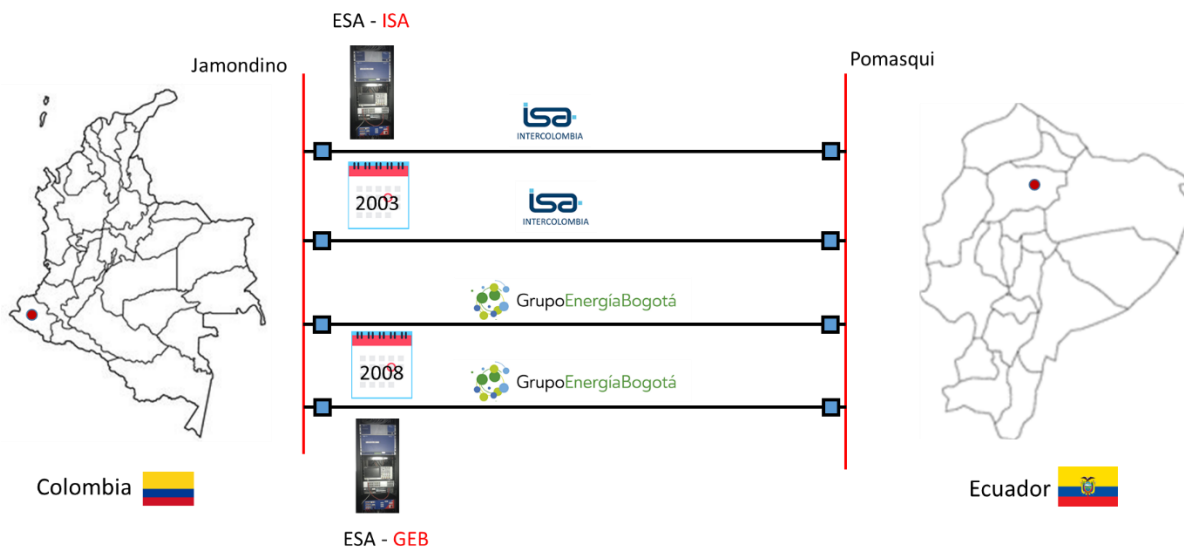 ESA - ISA
Jamondino
Pomasqui
isa
INTERCOLOMBIA
2003
isa
INTERCOLOMBIA
GrupoEnergíaBogotá
2008
GrupoEnergíaBogotá
Colombia
Ecuador
ESA - GEB